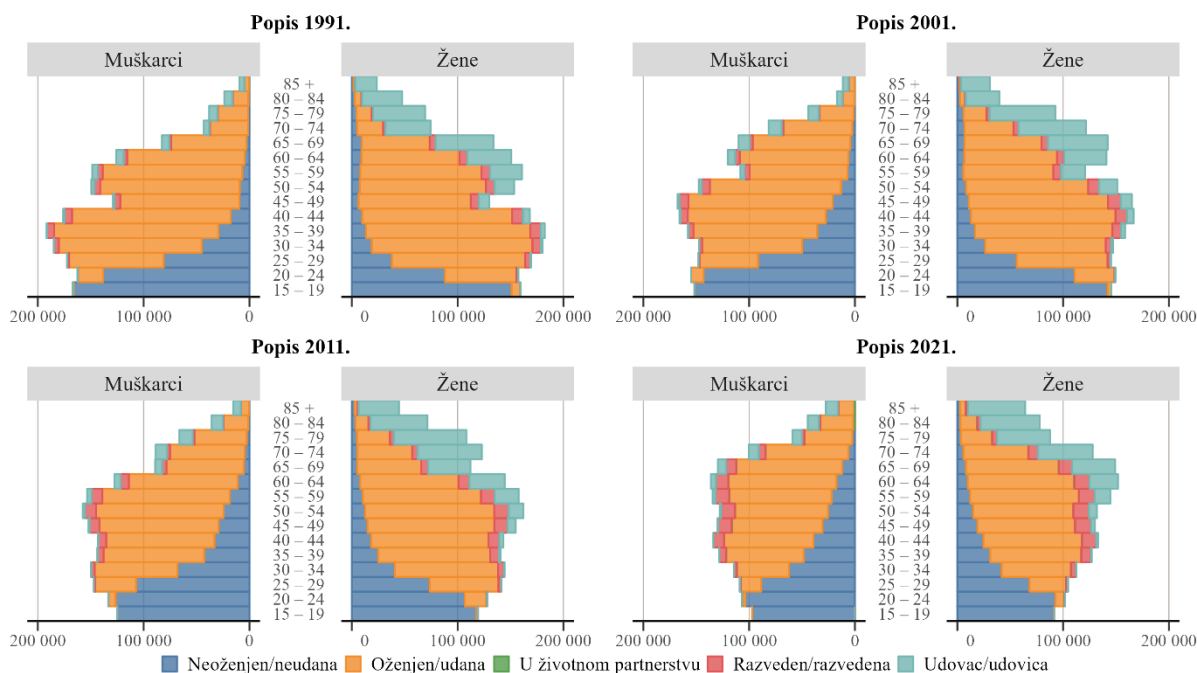 Popis 1991.
Muškarci Žene
85 +
80 – 84
75 – 79
70 – 74
65 – 69
60 – 64
55 – 59
50 – 54
45 – 49
40 – 44
35 – 39
30 – 34
25 – 29
20 – 24
15 – 19
200 000 100 000 0 0 100 000 200 000
Popis 2001.
Muškarci Žene
85 +
80 – 84
75 – 79
70 – 74
65 – 69
60 – 64
55 – 59
50 – 54
45 – 49
40 – 44
35 – 39
30 – 34
25 – 29
20 – 24
15 – 19
200 000 100 000 0 0 100 000 200 000
Popis 2011.
Muškarci Žene
85 +
80 – 84
75 – 79
70 – 74
65 – 69
60 – 64
55 – 59
50 – 54
45 – 49
40 – 44
35 – 39
30 – 34
25 – 29
20 – 24
15 – 19
200 000 100 000 0 0 100 000 200 000
Popis 2021.
Muškarci Žene
85 +
80 – 84
75 – 79
70 – 74
65 – 69
60 – 64
55 – 59
50 – 54
45 – 49
40 – 44
35 – 39
30 – 34
25 – 29
20 – 24
15 – 19
200 000 100 000 0 0 100 000 200 000
Neoženjen/neudana Oženjen/udana U životnom partnerstvu Razveden/razvedena Udovac/udovica